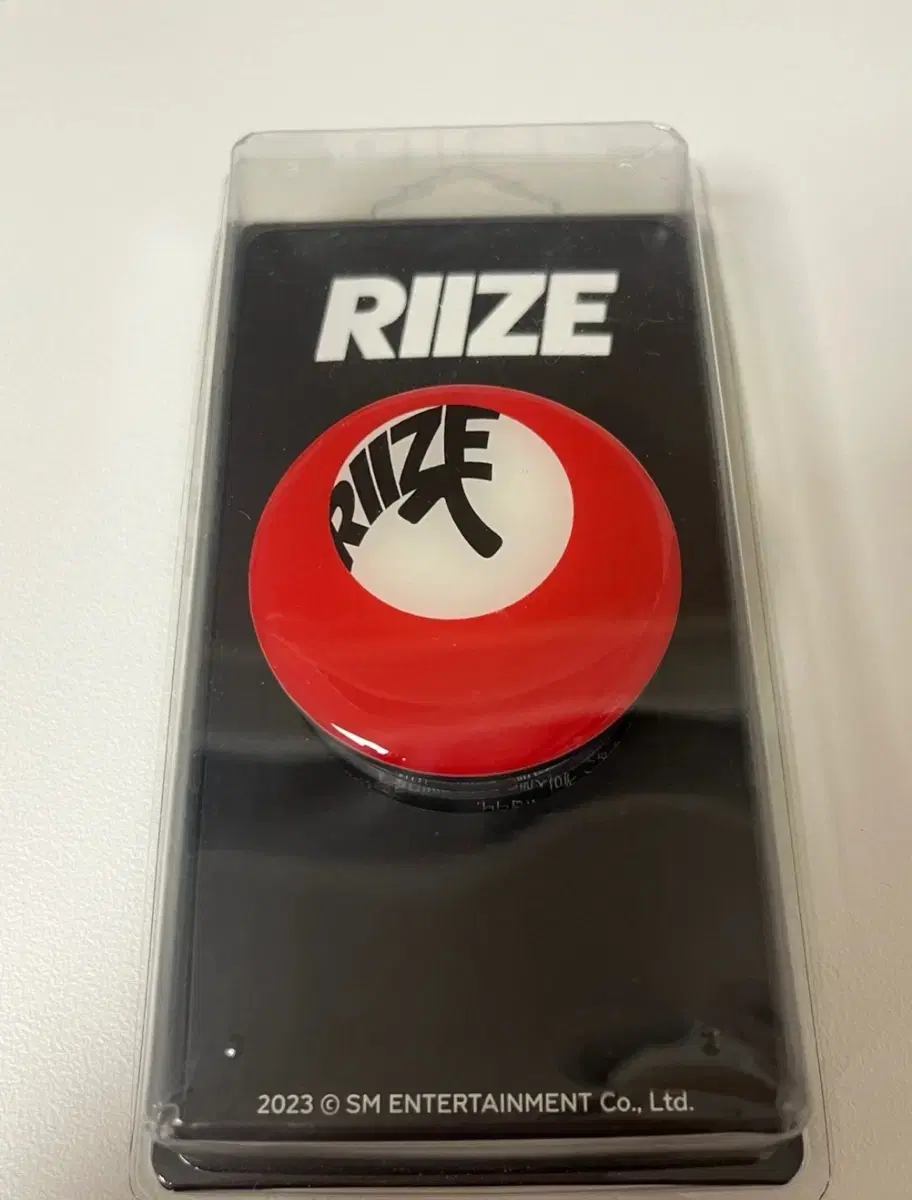 RIIZE
RIIZE
2023 © SM ENTERTAINMENT Co., Ltd.